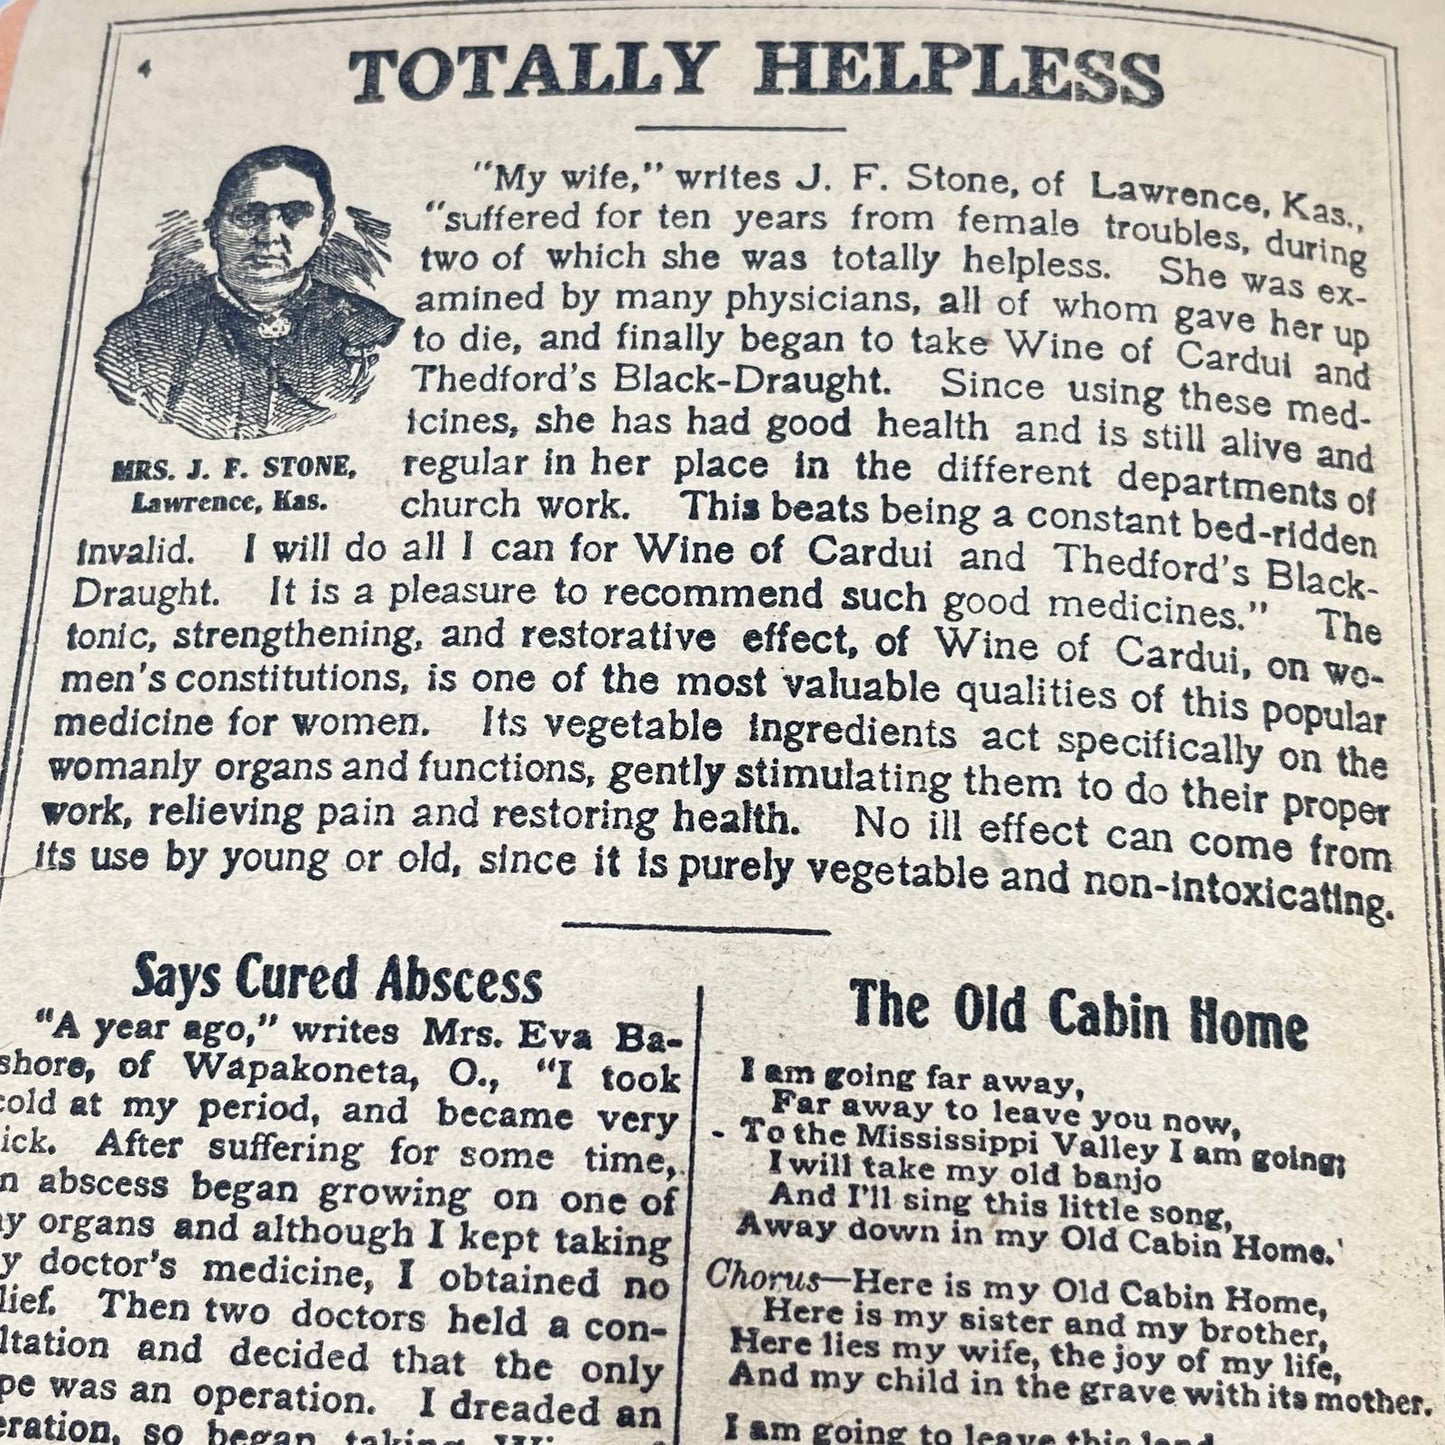 4
TOTALLY HELPLESS
"My wife," writes J. F. Stone, of Lawrence, Kas.,
"suffered for ten years from female troubles, during
two of which she was totally helpless. She was ex-
amined by many physicians, all of whom gave her up
to die, and finally began to take Wine of Cardui and
Thedford's Black-Draught. Since using these med-
icines, she has had good health and is still alive and
regular in her place in the different departments of
church work. This beats being a constant bed-ridden
invalid. I will do all I can for Wine of Cardui and Thedford's Black-
Draught. It is a pleasure to recommend such good medicines." The
tonic, strengthening, and restorative effect, of Wine of Cardui, on wo-
men's constitutions, is one of the most valuable qualities of this popular
medicine for women. Its vegetable ingredients act specifically on the
womanly organs and functions, gently stimulating them to do their proper
work, relieving pain and restoring health. No ill effect can come from
its use by young or old, since it is purely vegetable and non-intoxicating.
MRS. J. F. STONE,
Lawrence, Kas.
Says Cured Abscess
"A year ago," writes Mrs. Eva Ba-
shore, of Wapakoneta, O., "I took
cold at my period, and became very
ick. After suffering for some time,
n abscess began growing on one of
y organs and although I kept taking
y doctor's medicine, I obtained no
lief. Then two doctors held a con-
ltation and decided that the only
pe was an operation. I dreaded an
eration, so began taking
The Old Cabin Home
I am going far away,
Far away to leave you now,
- To the Mississippi Valley I am going;
I will take my old banjo
And I'll sing this little song,
Away down in my Old Cabin Home.'
Chorus—Here is my Old Cabin Home,
Here is my sister and my brother,
Here lies my wife, the joy of my life,
And my child in the grave with its mother.
I am going to leave this land